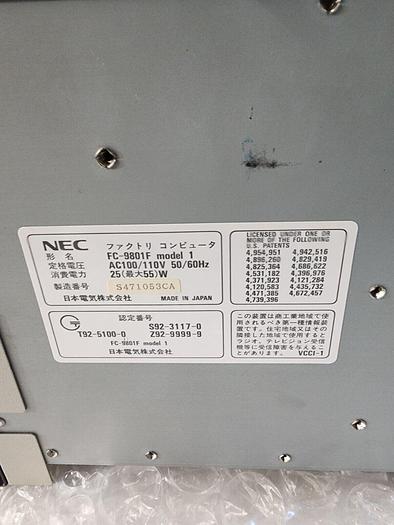 NEC ファクトリ コンピュータ
形名 FC-9801F model 1
定格電圧 AC100/110V 50/60Hz
消費電力 25(最大55)W
製造番号 S471053CA
日本電気株式会社 MADE IN JAPAN
LICENSED UNDER ONE OR
MORE OF THE FOLLOWING
U.S. PATENTS
4,954,951 4,942,516
4,896,260 4,829,419
4,825,364 4,686,622
4,531,182 4,396,976
4,371,923 4,121,284
4,120,583 4,435,732
4,471,385 4,672,457
4,739,396
認定番号
S92-3117-0
T92-5100-0 Z92-9999-9
FC-9801F model 1
日本電気株式会社
この装置は商工業地域で使
用されるべき第一種情報装
置です。住宅地域又はその
隣接した地域で使用すると
ラジオ、テレビジョン受信
機等に受信障害を与えるこ
とがあります。 VCCI-1